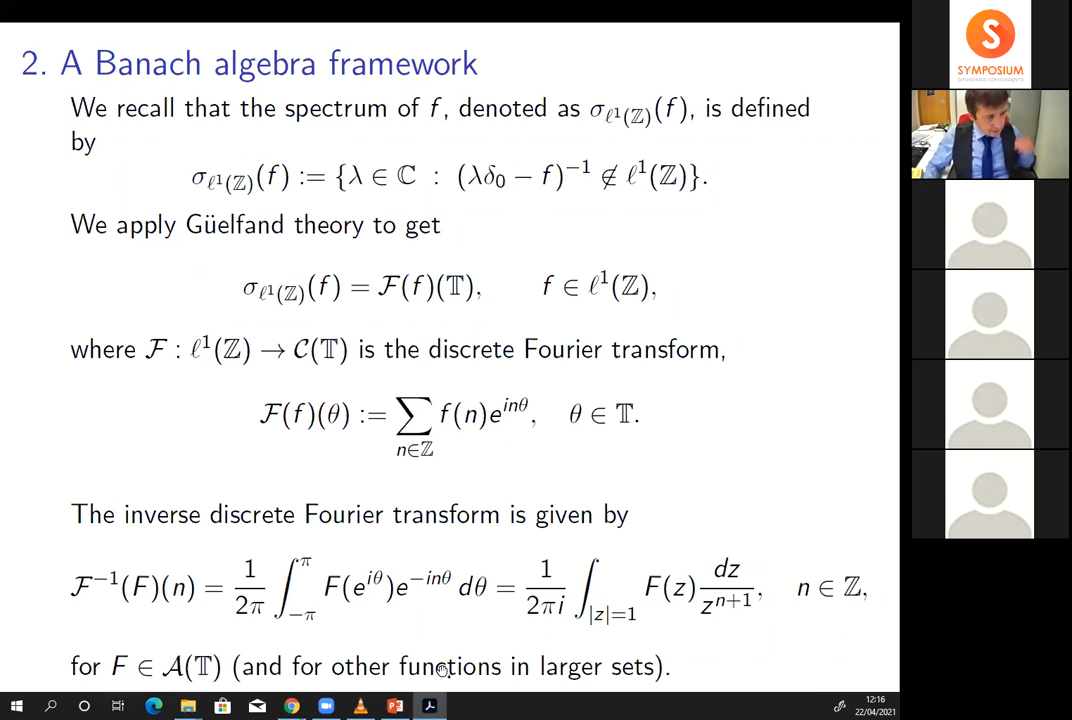 2. A Banach algebra framework
We recall that the spectrum of f, denoted as σ_{ℓ¹(ℤ)}(f), is defined
by
σ_{ℓ¹(ℤ)}(f) := {λ ∈ ℂ : (λδ₀ − f)⁻¹ ∉ ℓ¹(ℤ)}.
We apply Güelfand theory to get
σ_{ℓ¹(ℤ)}(f) = ℱ(f)(𝕋), f ∈ ℓ¹(ℤ),
where ℱ : ℓ¹(ℤ) → 𝒞(𝕋) is the discrete Fourier transform,
ℱ(f)(θ) := ∑_{n∈ℤ} f(n)e^{inθ}, θ ∈ 𝕋.
The inverse discrete Fourier transform is given by
ℱ⁻¹(F)(n) = \frac{1}{2π} ∫_{−π}^{π} F(e^{iθ})e^{−inθ} dθ = \frac{1}{2πi} ∫_{|z|=1} F(z) \frac{dz}{z^{n+1}}, n ∈ ℤ,
for F ∈ 𝒜(𝕋) (and for other functions in larger sets).
S
SYMPOSIUM
12:16
22/04/2021